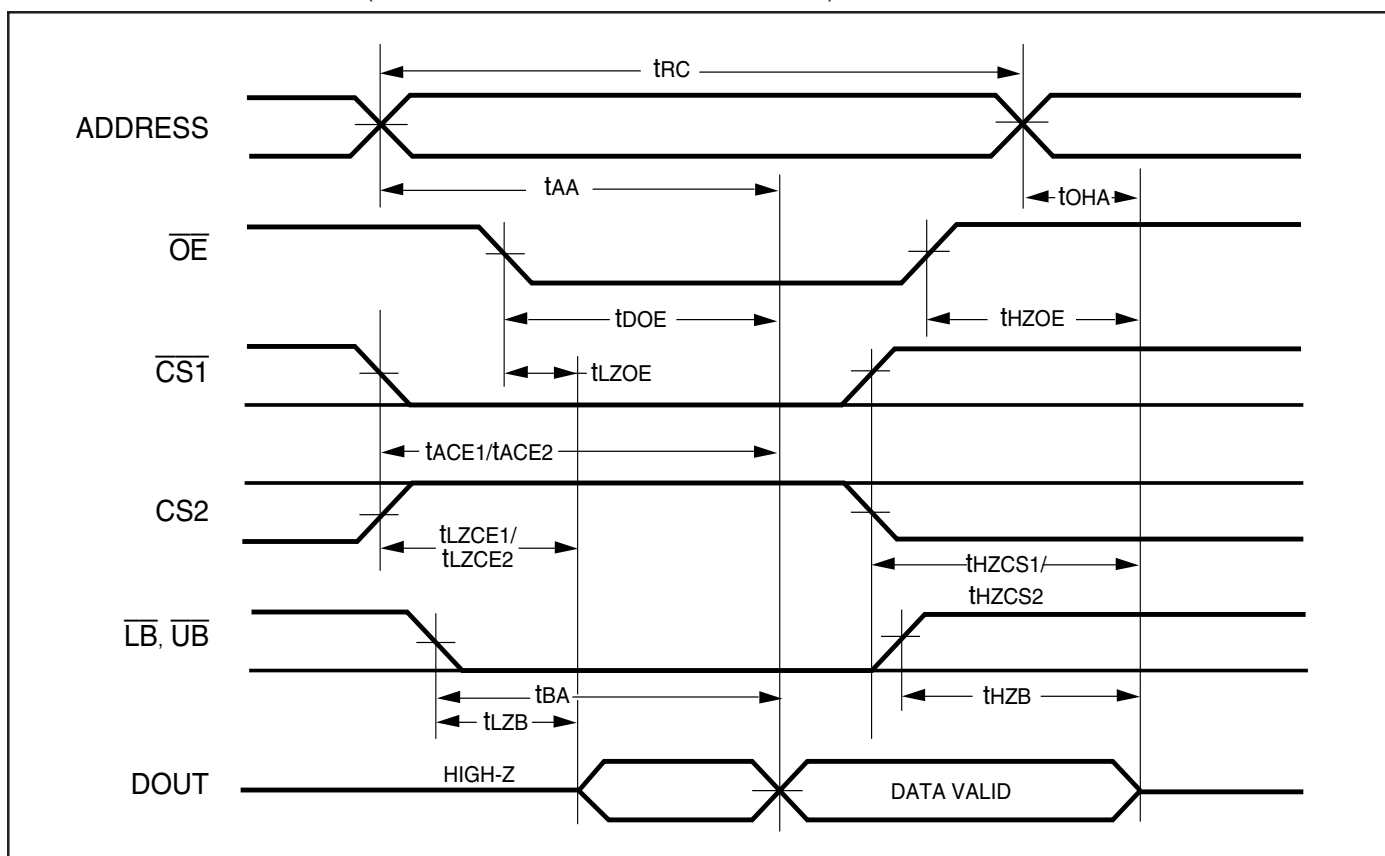 tRC
ADDRESS
tAA
tOHA
OE
tDOE
tHZOE
CS1
tLZOE
tACE1/tACE2
CS2
tLZCE1/
tLZCE2
tHZCS1/
tHZCS2
LB, UB
tBA
tHZB
tLZB
HIGH-Z
DOUT
DATA VALID